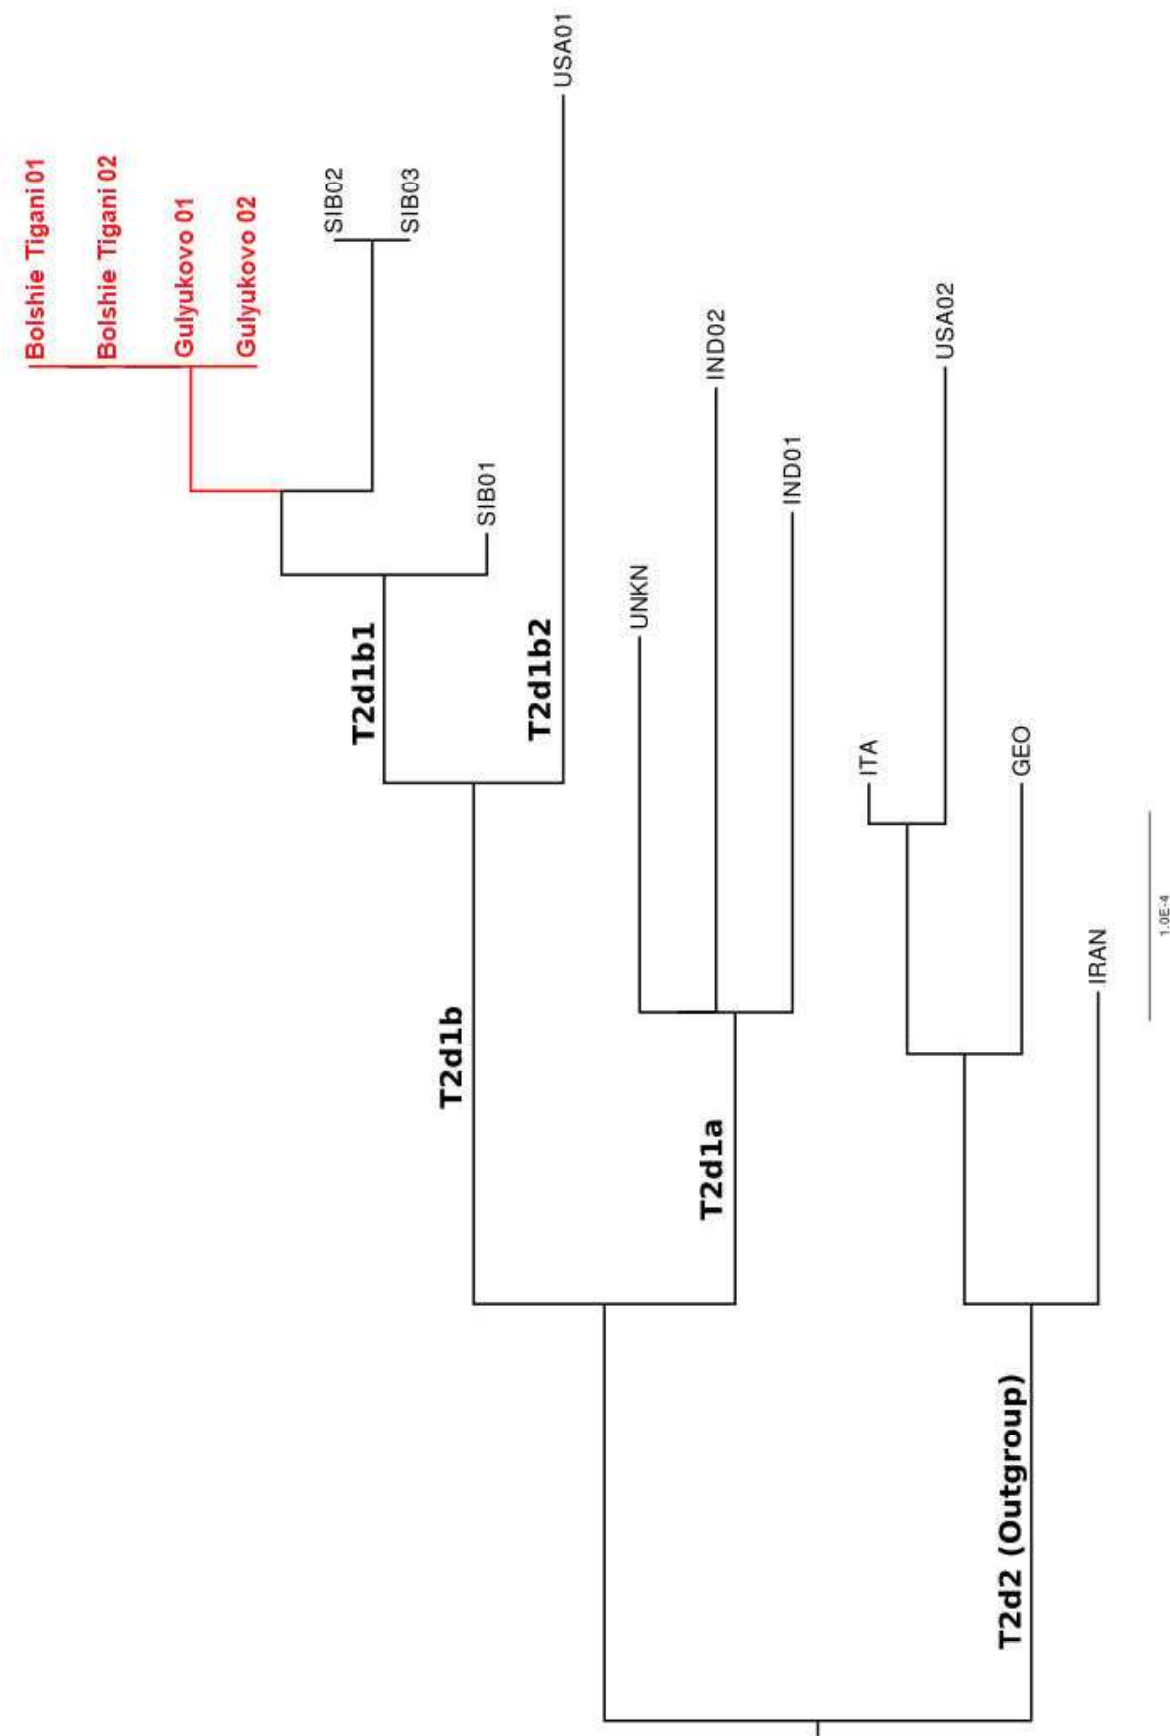 Bolshie Tigani 01
Bolshie Tigani 02
Gulyukovo 01
Gulyukovo 02
SIB02
SIB03
SIB01
USA01
T2d1b1
T2d1b2
T2d1b
UNKN
IND02
IND01
T2d1a
ITA
USA02
GEO
IRAN
T2d2 (Outgroup)
1.0E-4